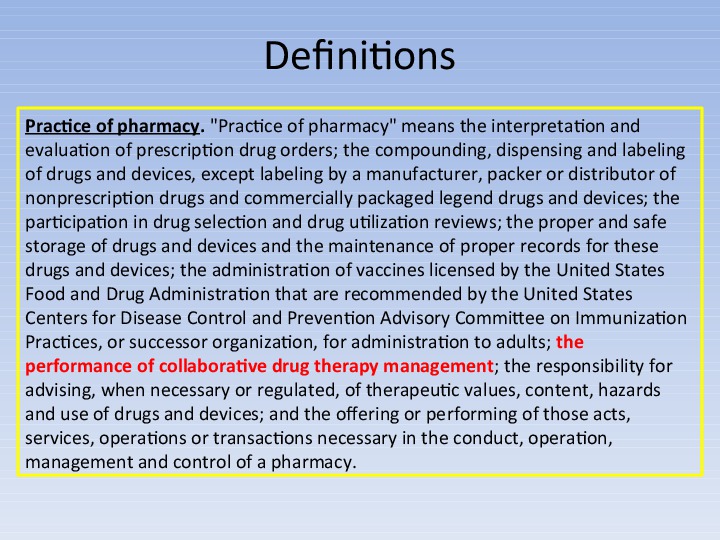 Definitions
Practice of pharmacy. "Practice of pharmacy" means the interpretation and
evaluation of prescription drug orders; the compounding, dispensing and labeling
of drugs and devices, except labeling by a manufacturer, packer or distributor of
nonprescription drugs and commercially packaged legend drugs and devices; the
participation in drug selection and drug utilization reviews; the proper and safe
storage of drugs and devices and the maintenance of proper records for these
drugs and devices; the administration of vaccines licensed by the United States
Food and Drug Administration that are recommended by the United States
Centers for Disease Control and Prevention Advisory Committee on Immunization
Practices, or successor organization, for administration to adults; the
performance of collaborative drug therapy management; the responsibility for
advising, when necessary or regulated, of therapeutic values, content, hazards
and use of drugs and devices; and the offering or performing of those acts,
services, operations or transactions necessary in the conduct, operation,
management and control of a pharmacy.